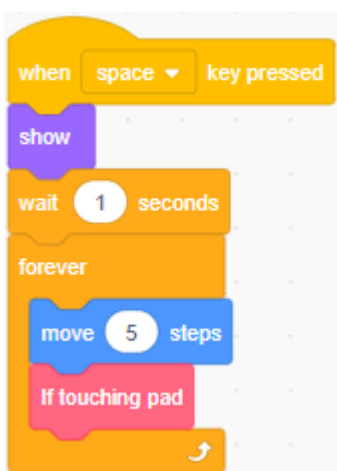 when space key pressed
show
wait 1 seconds
forever
move 5 steps
If touching pad